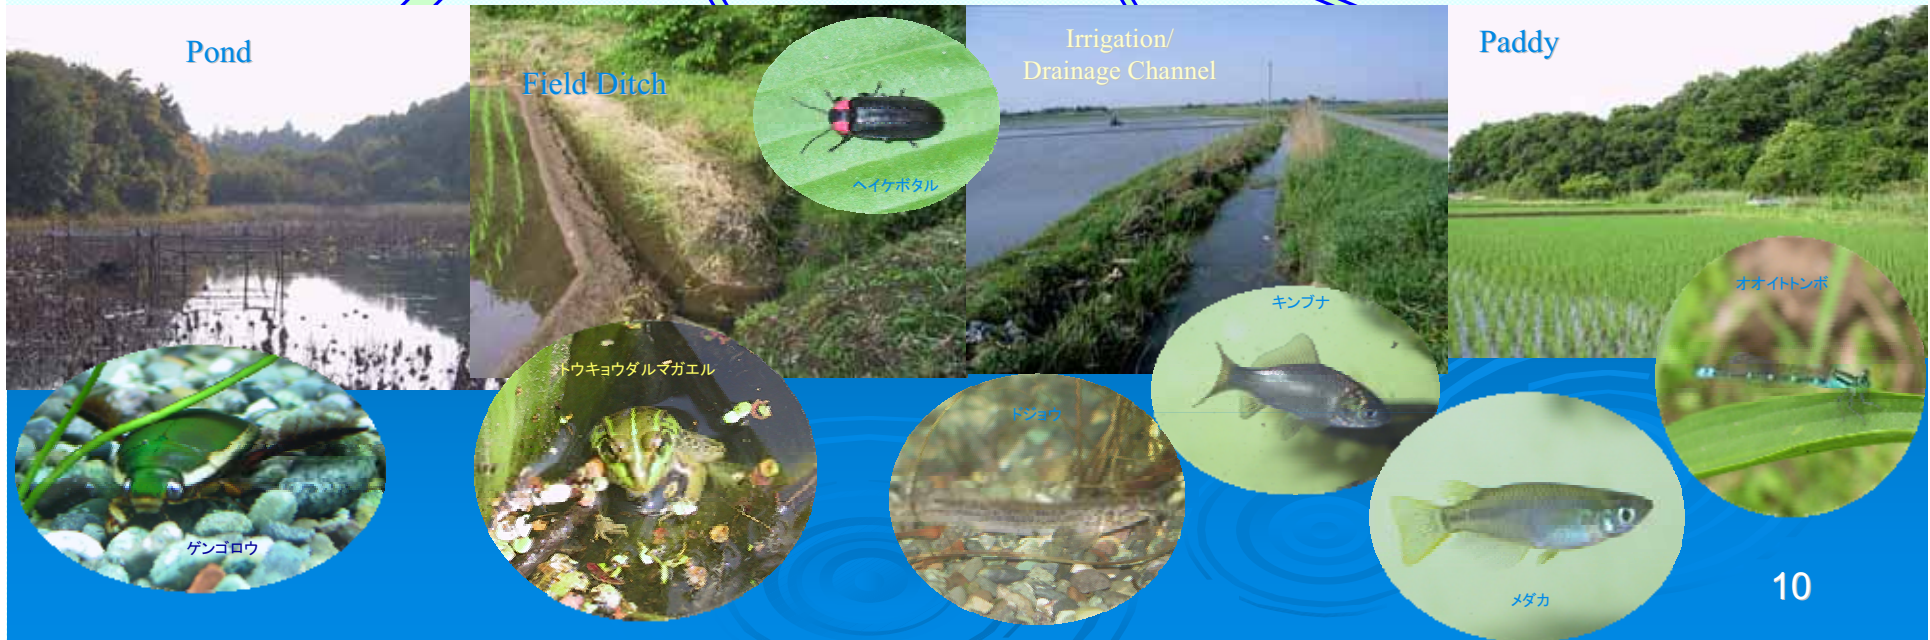 Pond
Field Ditch
ヘイケボタル
Irrigation/
Drainage Channel
Paddy
ゲンゴロウ
トウキョウダルマガエル
ドジョウ
キンブナ
メダカ
オオイトトンボ
10